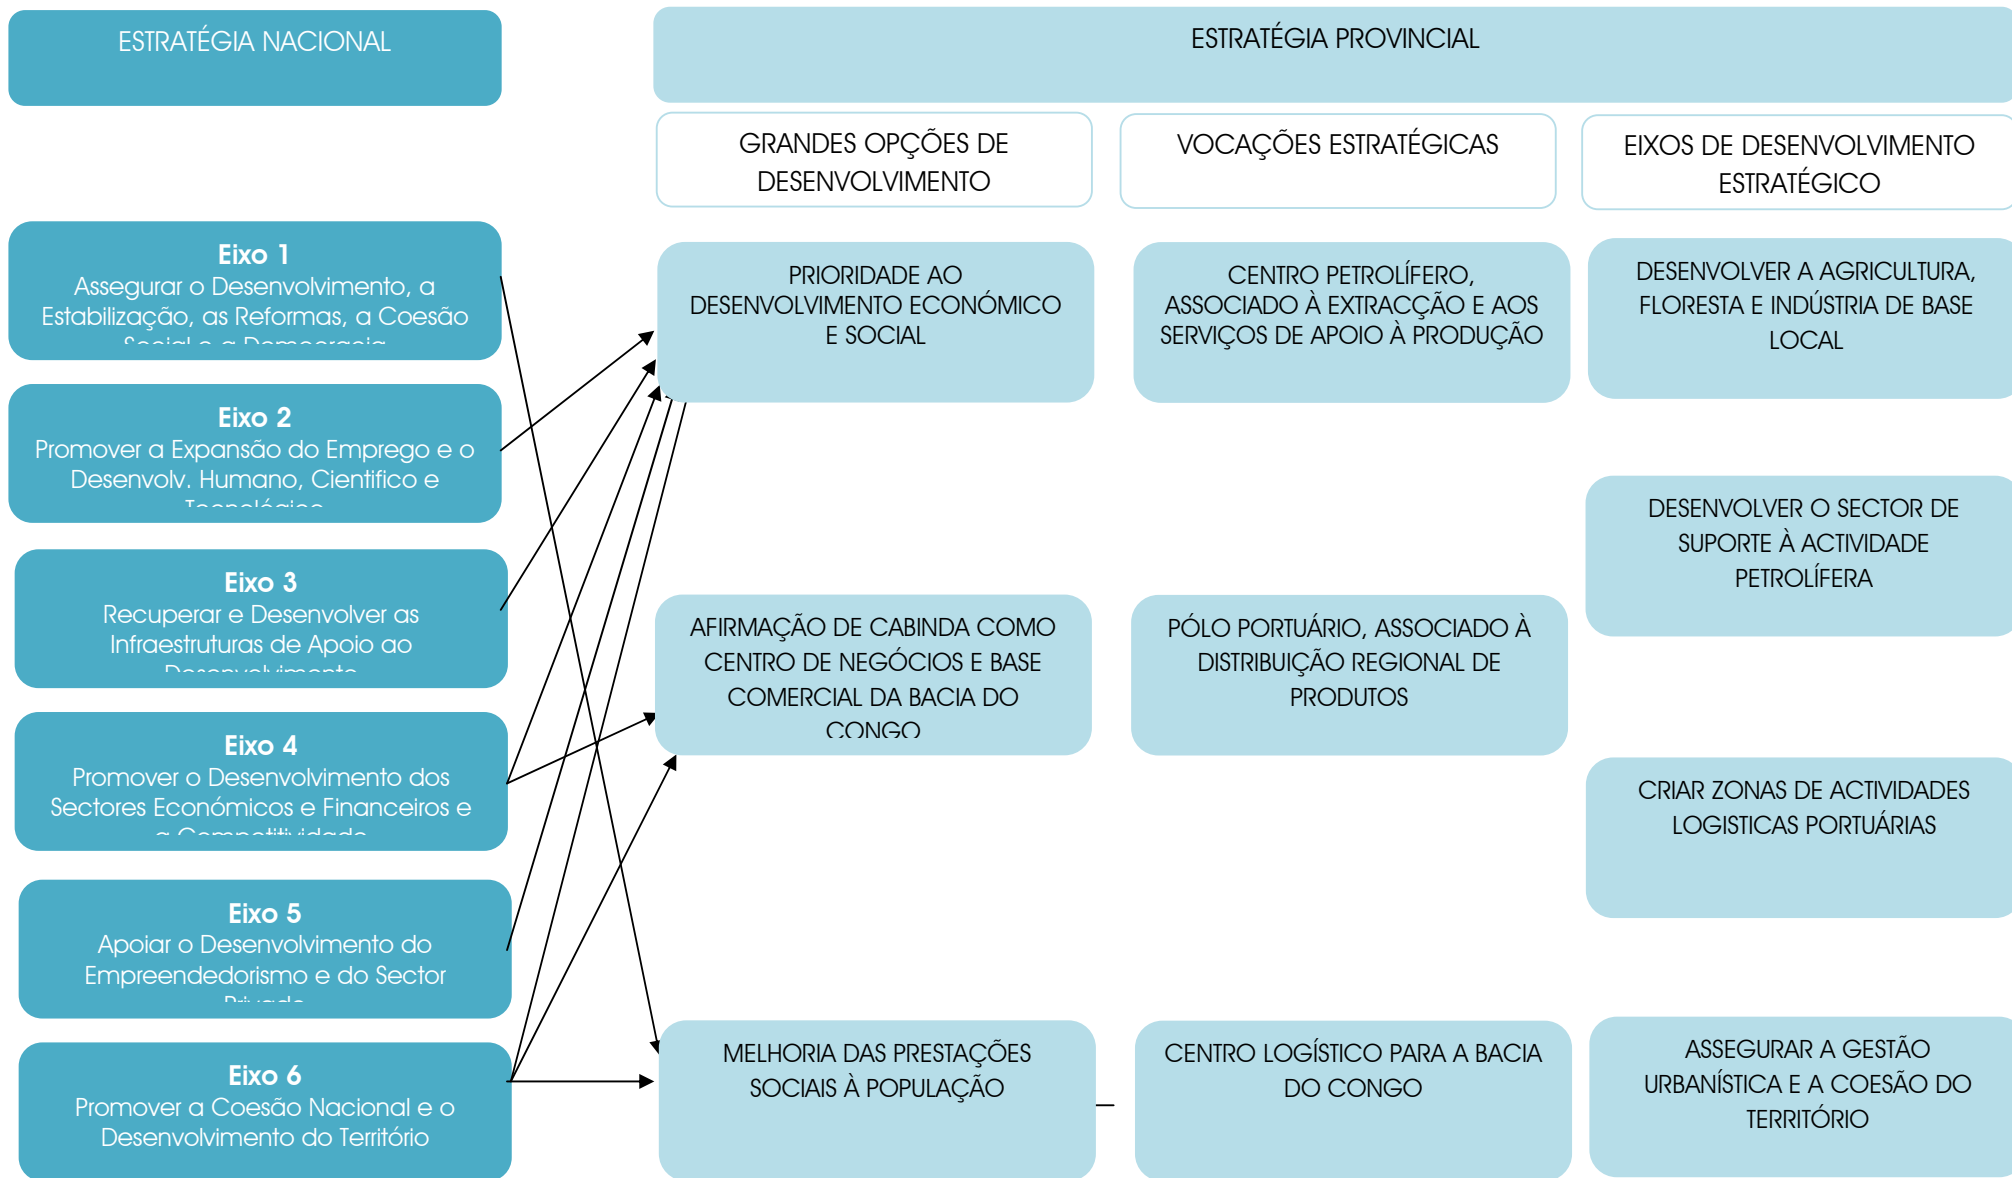 ESTRATÉGIA NACIONAL
ESTRATÉGIA PROVINCIAL
GRANDES OPÇÕES DE
DESENVOLVIMENTO
VOCAÇÕES ESTRATÉGICAS
EIXOS DE DESENVOLVIMENTO
ESTRATÉGICO
Eixo 1
Assegurar o Desenvolvimento, a
Estabilização, as Reformas, a Coesão
Social e a Democracia
Eixo 2
Promover a Expansão do Emprego e o
Desenvolv. Humano, Cientifico e
Tecnológico
Eixo 3
Recuperar e Desenvolver as
Infraestruturas de Apoio ao
Desenvolvimento
Eixo 4
Promover o Desenvolvimento dos
Sectores Económicos e Financeiros e
a Competitividade
Eixo 5
Apoiar o Desenvolvimento do
Empreendedorismo e do Sector
Privado
Eixo 6
Promover a Coesão Nacional e o
Desenvolvimento do Território
PRIORIDADE AO
DESENVOLVIMENTO ECONÓMICO
E SOCIAL
AFIRMAÇÃO DE CABINDA COMO
CENTRO DE NEGÓCIOS E BASE
COMERCIAL DA BACIA DO
CONGO
MELHORIA DAS PRESTAÇÕES
SOCIAIS À POPULAÇÃO
CENTRO PETROLÍFERO,
ASSOCIADO À EXTRACÇÃO E AOS
SERVIÇOS DE APOIO À PRODUÇÃO
PÓLO PORTUÁRIO, ASSOCIADO À
DISTRIBUIÇÃO REGIONAL DE
PRODUTOS
CENTRO LOGÍSTICO PARA A BACIA
DO CONGO
DESENVOLVER A AGRICULTURA,
FLORESTA E INDÚSTRIA DE BASE
LOCAL
DESENVOLVER O SECTOR DE
SUPORTE À ACTIVIDADE
PETROLÍFERA
CRIAR ZONAS DE ACTIVIDADES
LOGISTICAS PORTUÁRIAS
ASSEGURAR A GESTÃO
URBANÍSTICA E A COESÃO DO
TERRITÓRIO